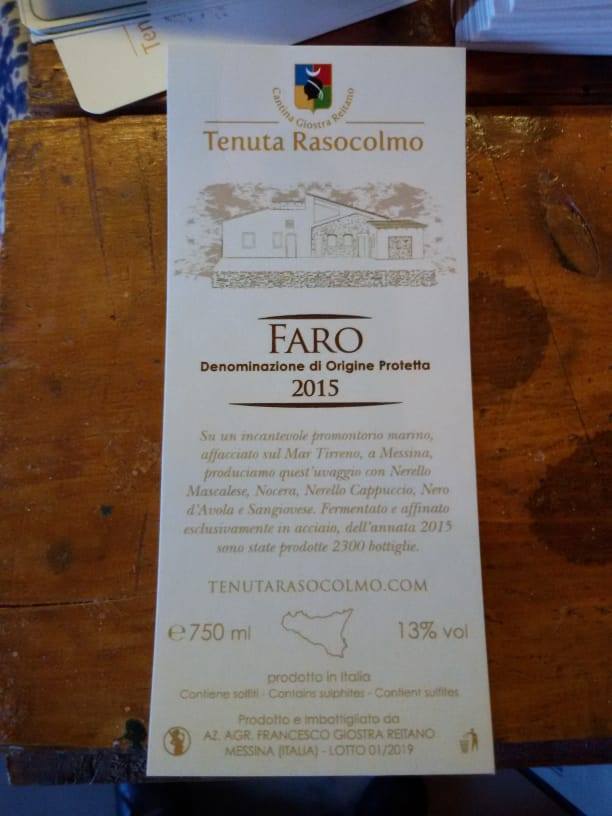 Ten
Cantina Giostra Reitano
Tenuta Rasocolmo
FARO
Denominazione di Origine Protetta
2015
Su un incantevole promontorio marino,
affacciato sul Mar Tirreno, a Messina,
produciamo quest'uvaggio con Nerello
Mascalese, Nocera, Nerello Cappuccio, Nero
d'Avola e Sangiovese. Fermentato e affinato
esclusivamente in acciaio, dell'annata 2015
sono state prodotte 2300 bottiglie.
TENUTARASOCOLMO.COM
℮ 750 ml
13% vol
prodotto in Italia
Contiene solfiti - Contains sulphites - Contient sulfites
Prodotto e imbottigliato da
AZ. AGR. FRANCESCO GIOSTRA REITANO
MESSINA (ITALIA) - LOTTO 01/2019